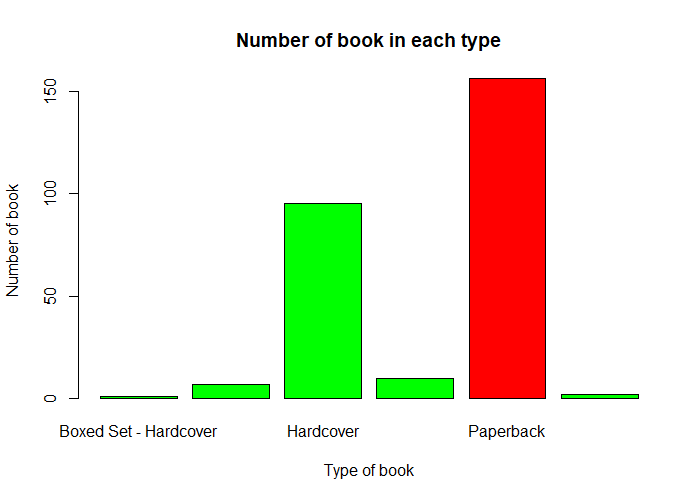 Number of book in each type
Number of book
150
100
50
0
Boxed Set - Hardcover Hardcover Paperback
Type of book